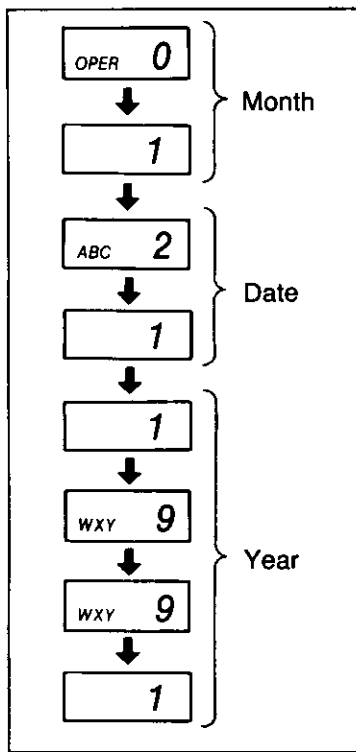 OPER 0
Month
1
ABC 2
Date
1
1
WXY 9
Year
WXY 9
1